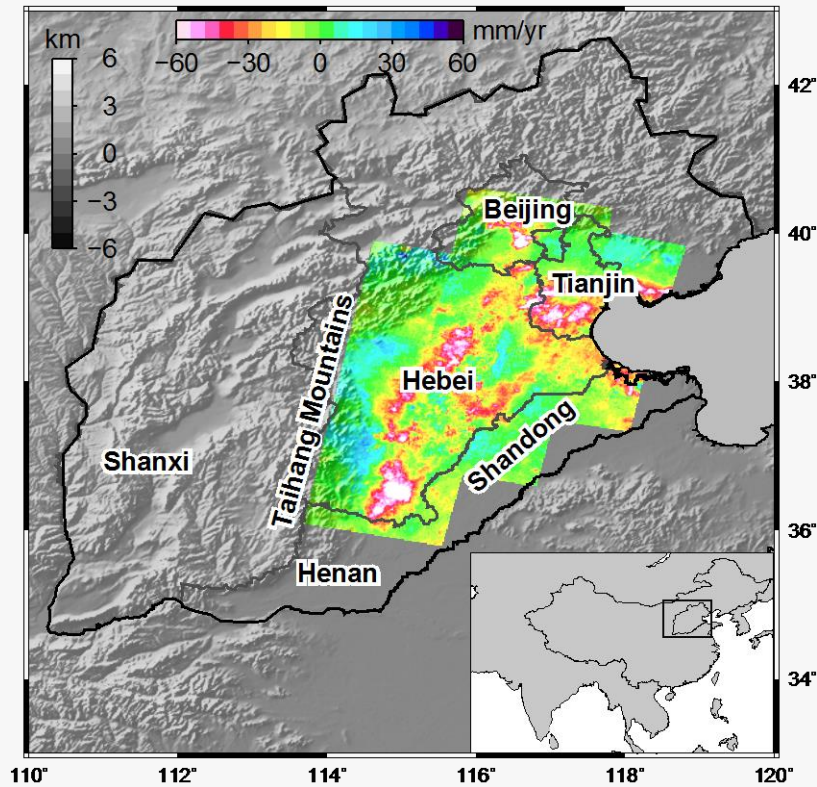 km
mm/yr
−60 −30 0 30 60
6
3
0
−3
−6
42°
40°
38°
36°
34°
Beijing
Tianjin
Hebei
Taihang Mountains
Shandong
Shanxi
Henan
110° 112° 114° 116° 118° 120°